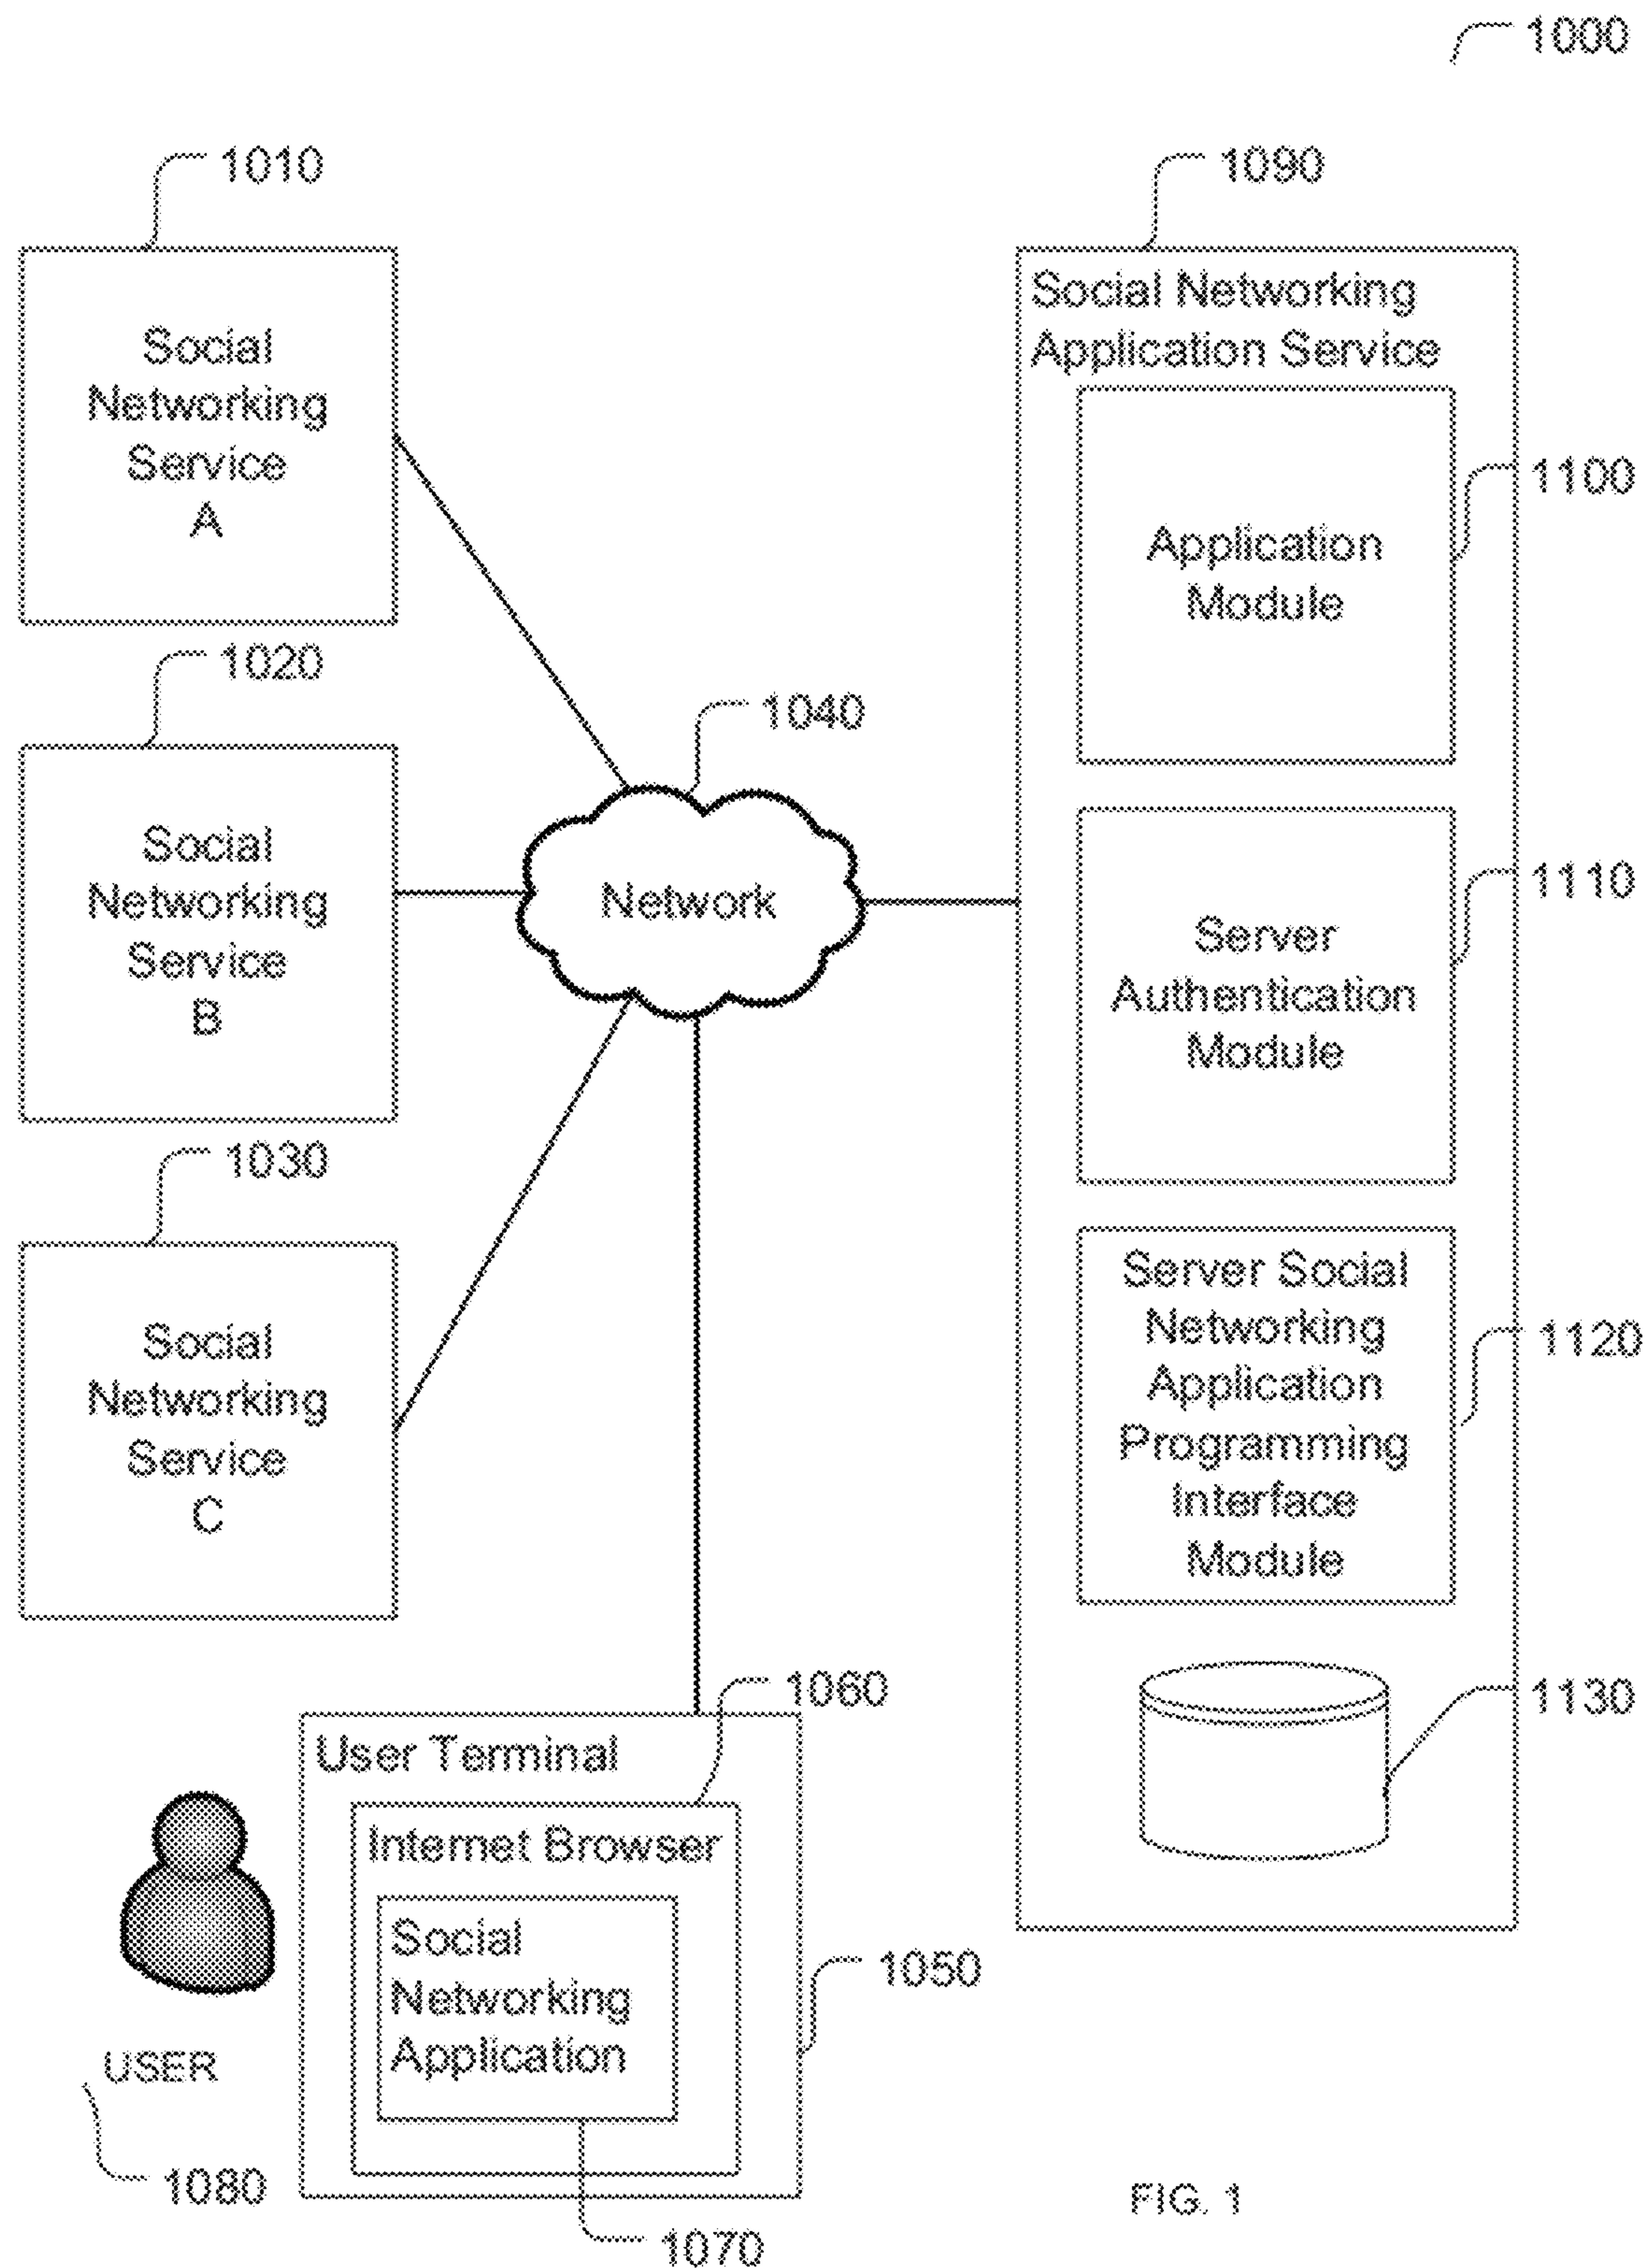 1000
1010
Social
Networking
Service
A
1020
Social
Networking
Service
B
1030
Social
Networking
Service
C
1040
Network
1090
Social Networking
Application Service
Application
Module
1100
Server
Authentication
Module
1110
Server Social
Networking
Application
Programming
Interface
Module
1120
1130
1060
User Terminal
Internet Browser
Social
Networking
Application
1050
USER
1080
1070
FIG. 1